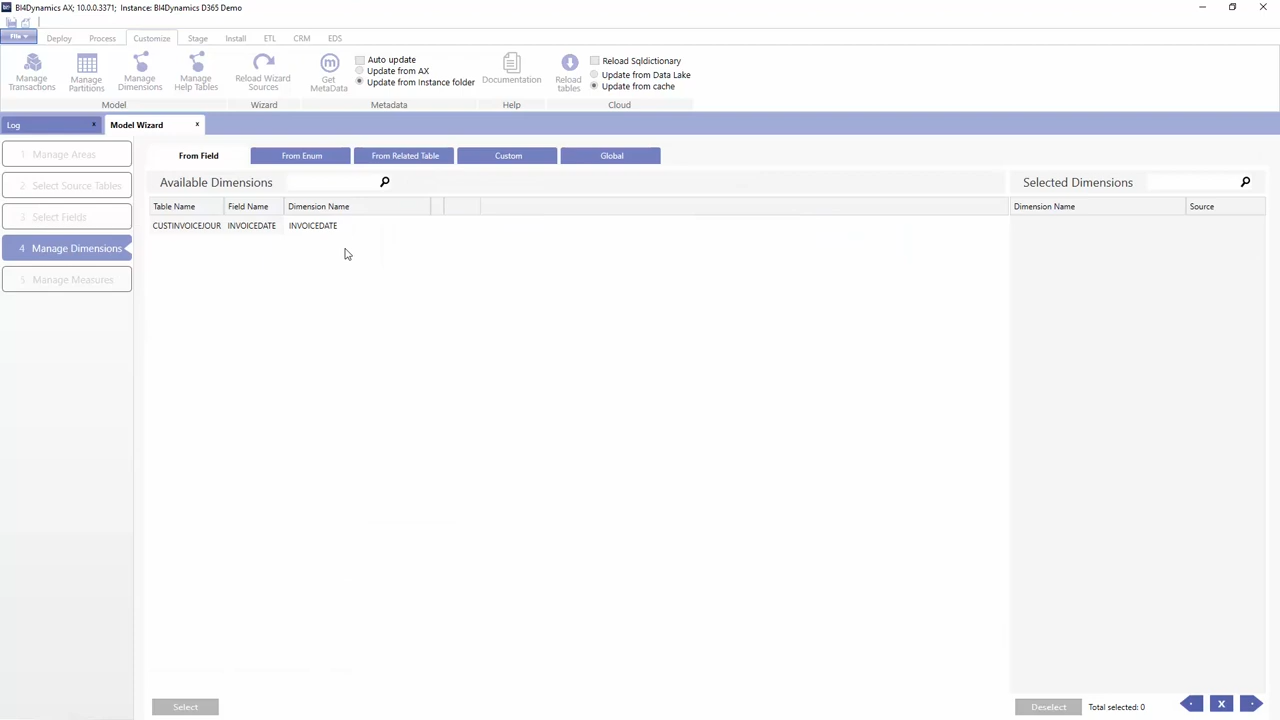 BI4Dynamics AX; 10.0.0.3371; Instance: BI4Dynamics D365 Demo
File
Deploy
Process
Customize
Stage
Install
ETL
CRM
EDS
Manage Transactions
Manage Partitions
Manage Dimensions
Manage Help Tables
Model
Reload Wizard Sources
Wizard
Get MetaData
Auto update
Update from AX
Update from Instance folder
Metadata
Documentation
Help
Reload tables
Reload Sqldictionary
Update from Data Lake
Update from cache
Cloud
Log x
Model Wizard x
1 Manage Areas
2 Select Source Tables
3 Select Fields
4 Manage Dimensions
5 Manage Measures
From Field
From Enum
From Related Table
Custom
Global
Available Dimensions
Table Name Field Name Dimension Name
CUSTINVOICEJOUR INVOICEDATE INVOICEDATE
Selected Dimensions
Dimension Name Source
Select
Deselect
Total selected: 0
X